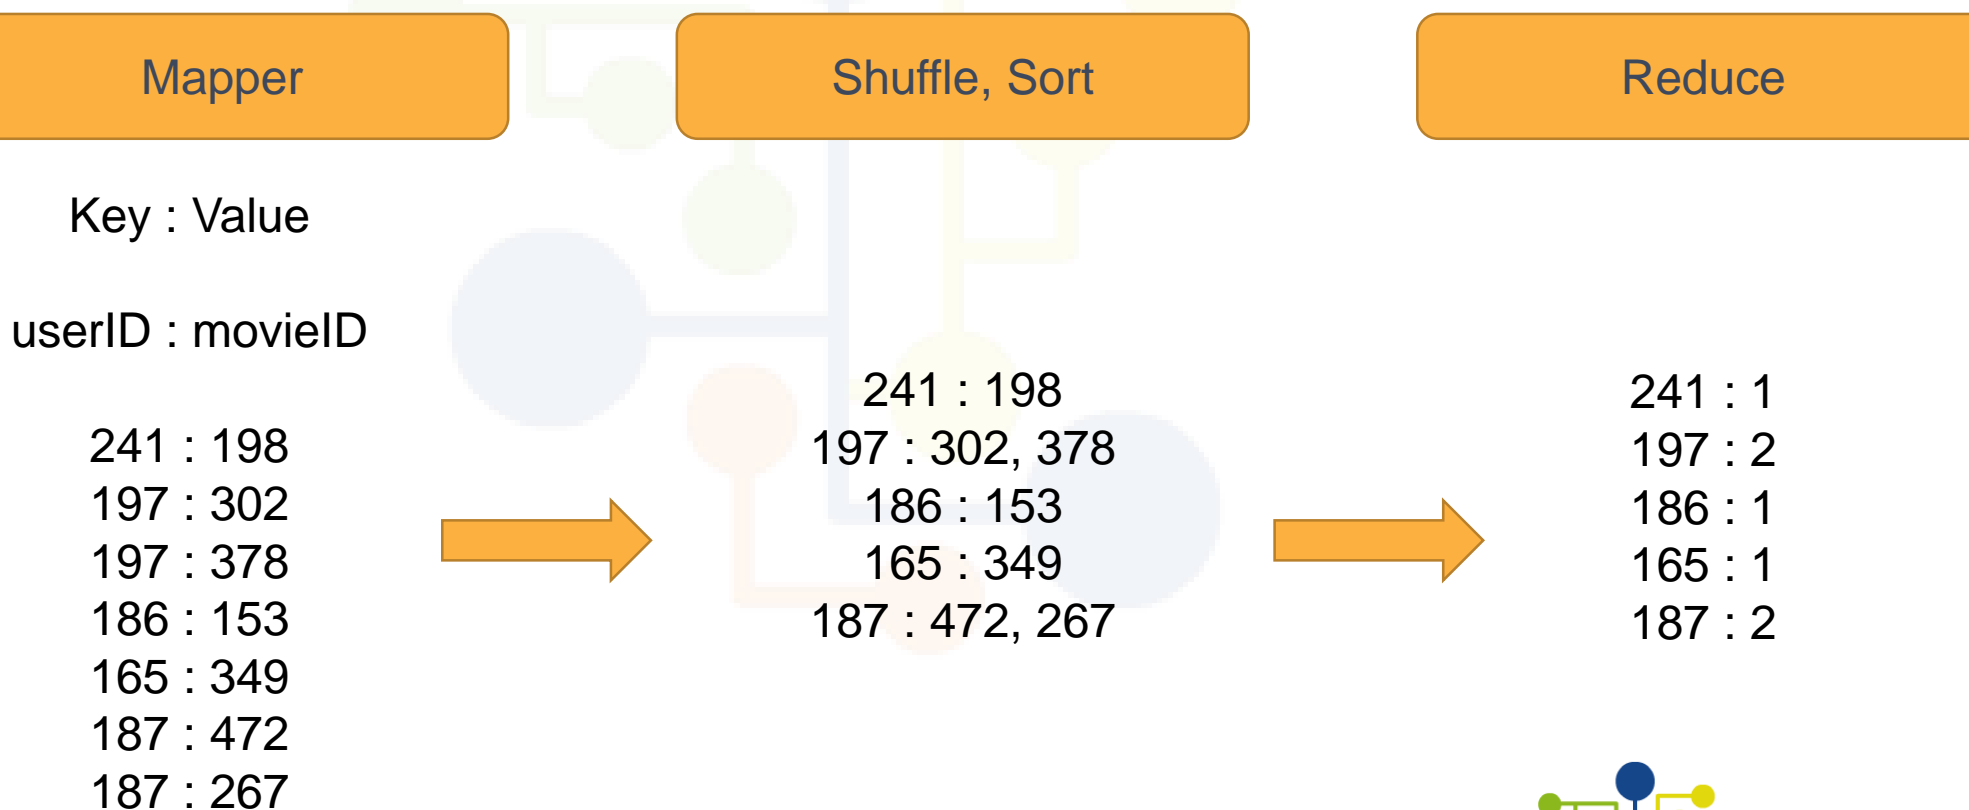 Mapper
Shuffle, Sort
Reduce
Key : Value
userID : movieID
241 : 198
197 : 302
197 : 378
186 : 153
165 : 349
187 : 472
187 : 267
241 : 198
197 : 302, 378
186 : 153
165 : 349
187 : 472, 267
241 : 1
197 : 2
186 : 1
165 : 1
187 : 2